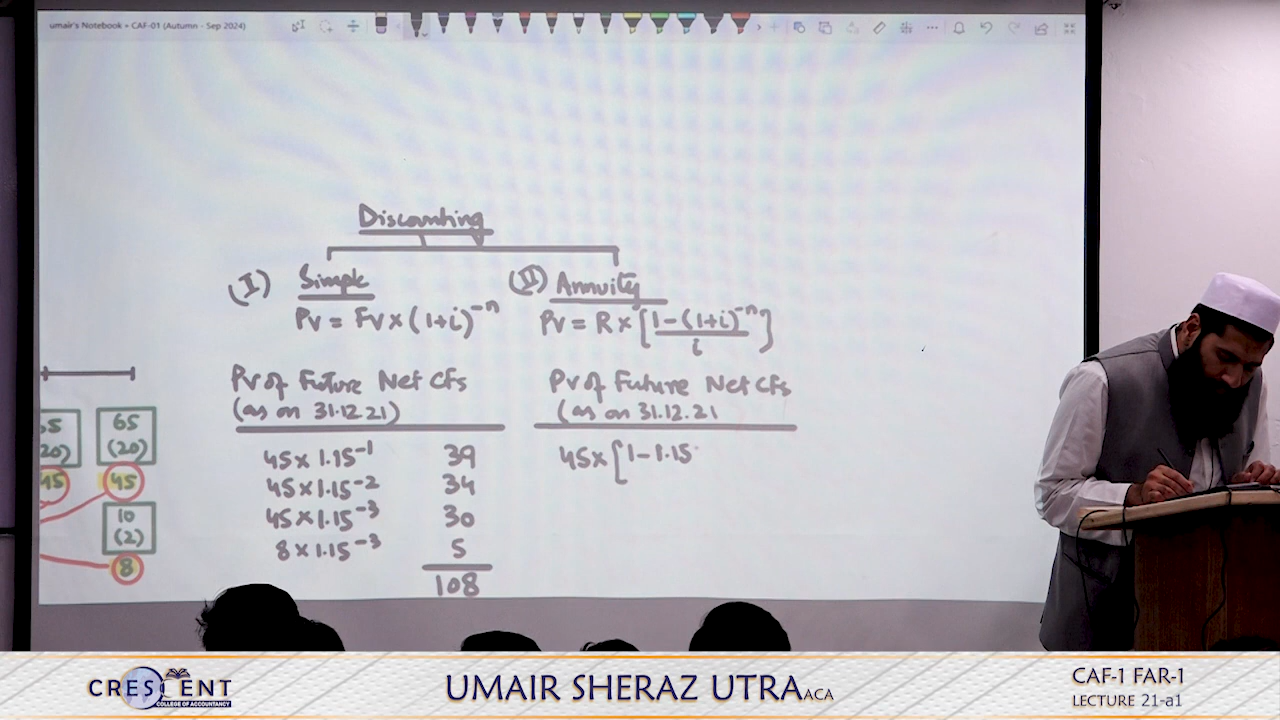 umair's Notebook • CAF-01 (Autumn - Sep 2024)
Discounting
(I) Simple
PV = FV × (1+i)^-n
PV of Future Net CFs
(as on 31.12.21)
45 × 1.15^-1 39
45 × 1.15^-2 34
45 × 1.15^-3 30
8 × 1.15^-3 5
108
(II) Annuity
PV = R × [1-(1+i)^-n / i]
PV of Future Net CFs
(as on 31.12.21
45 × [1-1.15
65
(20)
45
10
(2)
8
CRESCENT
COLLEGE OF ACCOUNTANCY
UMAIR SHERAZ UTRA ACA
CAF-1 FAR-1
LECTURE 21-a1